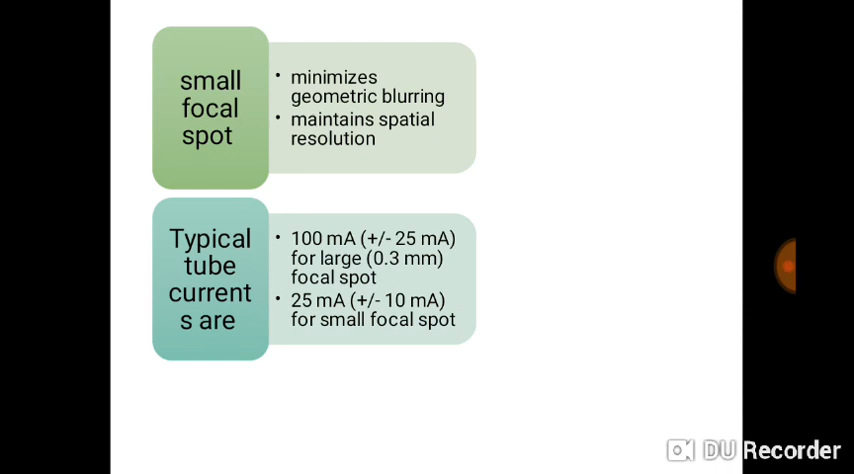 small
focal
spot
• minimizes
geometric blurring
• maintains spatial
resolution
Typical
tube
current
s are
• 100 mA (+/- 25 mA)
for large (0.3 mm)
focal spot
• 25 mA (+/- 10 mA)
for small focal spot
DU Recorder